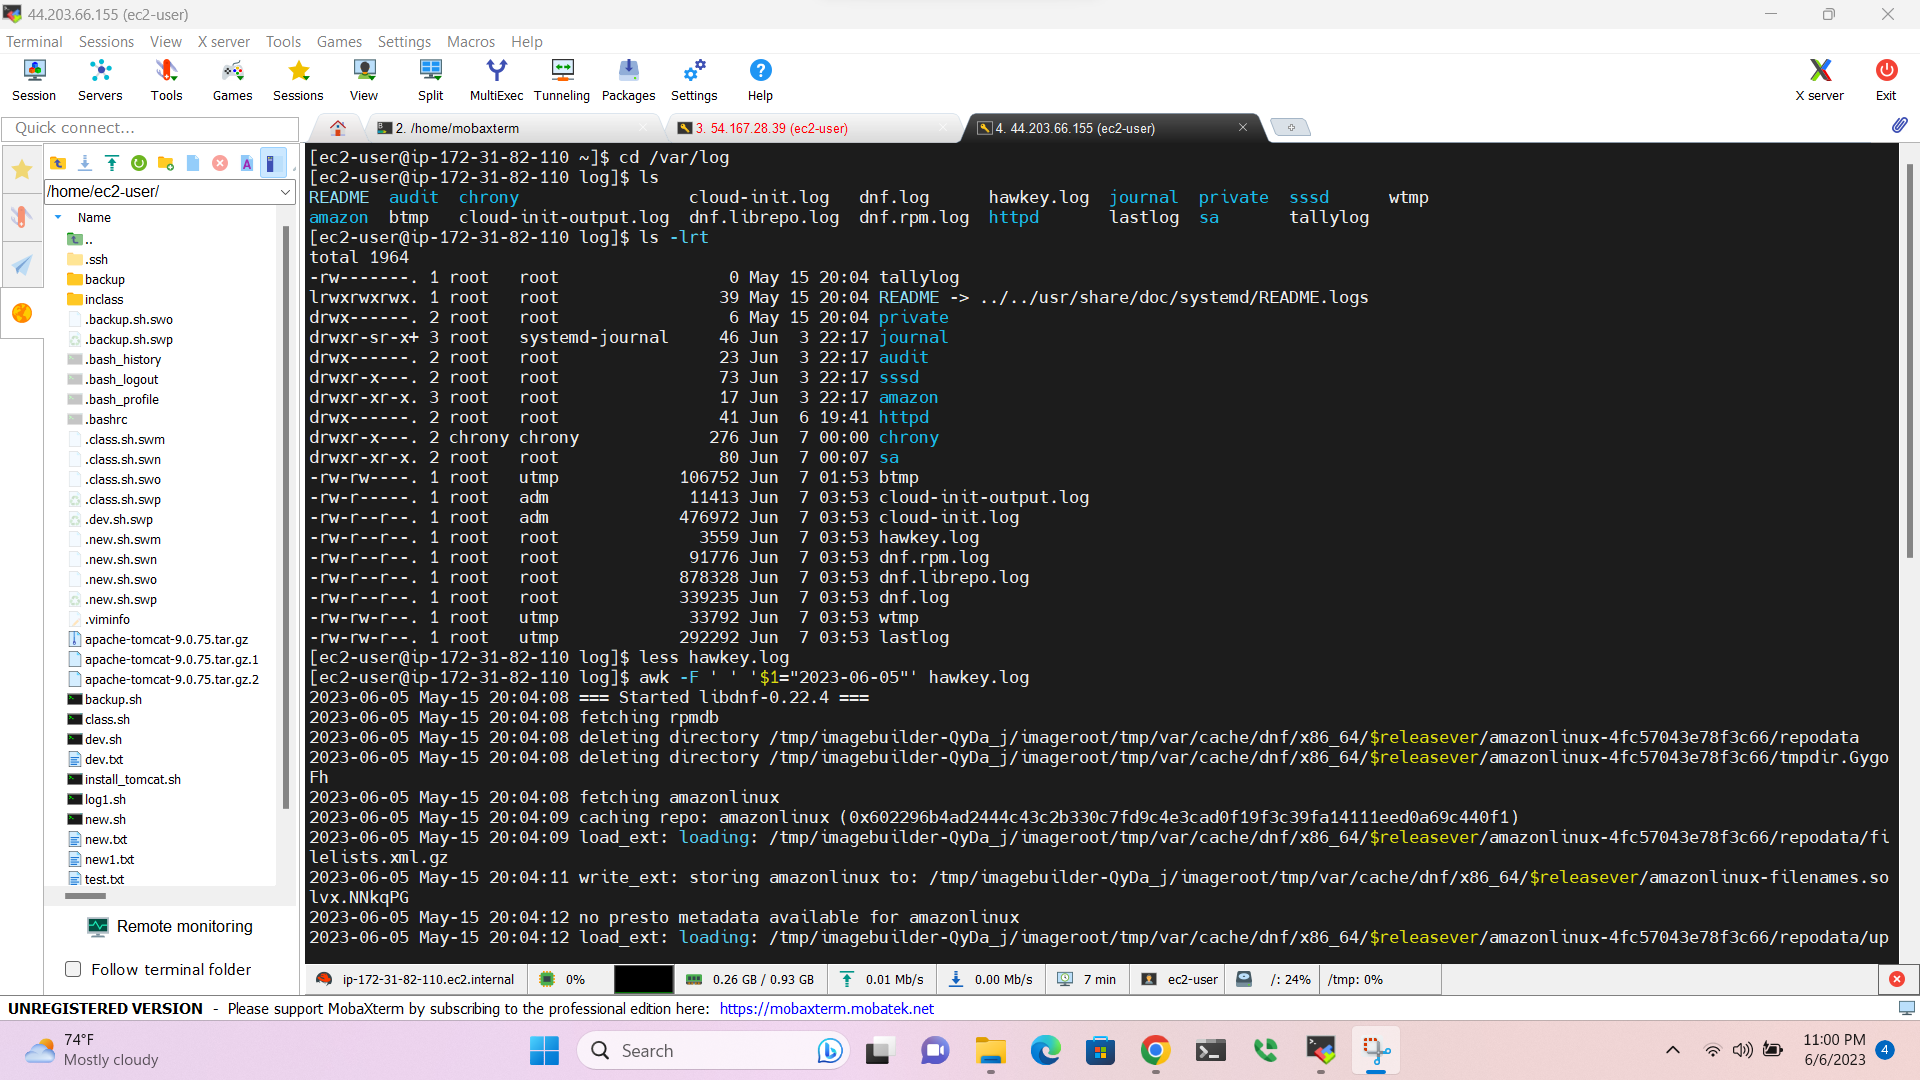 44.203.66.155 (ec2-user)
Terminal Sessions View X server Tools Games Settings Macros Help
Session Servers Tools Games Sessions View Split MultiExec Tunneling Packages Settings Help X server Exit
Quick connect...
2. /home/mobaxterm
3. 54.167.28.39 (ec2-user)
4. 44.203.66.155 (ec2-user)
/home/ec2-user/
Name
..
.ssh
backup
inclass
.backup.sh.swo
.backup.sh.swp
.bash_history
.bash_logout
.bash_profile
.bashrc
.class.sh.swm
.class.sh.swn
.class.sh.swo
.class.sh.swp
.dev.sh.swp
.new.sh.swm
.new.sh.swn
.new.sh.swo
.new.sh.swp
.viminfo
apache-tomcat-9.0.75.tar.gz
apache-tomcat-9.0.75.tar.gz.1
apache-tomcat-9.0.75.tar.gz.2
backup.sh
class.sh
dev.sh
dev.txt
install_tomcat.sh
log1.sh
new.sh
new.txt
new1.txt
test.txt
Remote monitoring
Follow terminal folder
[ec2-user@ip-172-31-82-110 ~]$ cd /var/log
[ec2-user@ip-172-31-82-110 log]$ ls
README audit chrony cloud-init.log dnf.log hawkey.log journal private sssd wtmp
amazon btmp cloud-init-output.log dnf.librepo.log dnf.rpm.log httpd lastlog sa tallylog
[ec2-user@ip-172-31-82-110 log]$ ls -lrt
total 1964
-rw-------. 1 root root 0 May 15 20:04 tallylog
lrwxrwxrwx. 1 root root 39 May 15 20:04 README -> ../../usr/share/doc/systemd/README.logs
drwx------. 2 root root 6 May 15 20:04 private
drwxr-sr-x+ 3 root systemd-journal 46 Jun 3 22:17 journal
drwx------. 2 root root 23 Jun 3 22:17 audit
drwxr-x---. 2 root root 73 Jun 3 22:17 sssd
drwxr-xr-x. 3 root root 17 Jun 3 22:17 amazon
drwx------. 2 root root 41 Jun 6 19:41 httpd
drwxr-x---. 2 chrony chrony 276 Jun 7 00:00 chrony
drwxr-xr-x. 2 root root 80 Jun 7 00:07 sa
-rw-rw----. 1 root utmp 106752 Jun 7 01:53 btmp
-rw-r-----. 1 root adm 11413 Jun 7 03:53 cloud-init-output.log
-rw-r--r--. 1 root adm 476972 Jun 7 03:53 cloud-init.log
-rw-r--r--. 1 root root 3559 Jun 7 03:53 hawkey.log
-rw-r--r--. 1 root root 91776 Jun 7 03:53 dnf.rpm.log
-rw-r--r--. 1 root root 878328 Jun 7 03:53 dnf.librepo.log
-rw-r--r--. 1 root root 339235 Jun 7 03:53 dnf.log
-rw-rw-r--. 1 root utmp 33792 Jun 7 03:53 wtmp
-rw-rw-r--. 1 root utmp 292292 Jun 7 03:53 lastlog
[ec2-user@ip-172-31-82-110 log]$ less hawkey.log
[ec2-user@ip-172-31-82-110 log]$ awk -F ' ' '$1="2023-06-05"' hawkey.log
2023-06-05 May-15 20:04:08 === Started libdnf-0.22.4 ===
2023-06-05 May-15 20:04:08 fetching rpmdb
2023-06-05 May-15 20:04:08 deleting directory /tmp/imagebuilder-QyDa_j/imageroot/tmp/var/cache/dnf/x86_64/$releasever/amazonlinux-4fc57043e78f3c66/repodata
2023-06-05 May-15 20:04:08 deleting directory /tmp/imagebuilder-QyDa_j/imageroot/tmp/var/cache/dnf/x86_64/$releasever/amazonlinux-4fc57043e78f3c66/tmpdir.Gygo
Fh
2023-06-05 May-15 20:04:08 fetching amazonlinux
2023-06-05 May-15 20:04:09 caching repo: amazonlinux (0x602296b4ad2444c43c2b330c7fd9c4e3cad0f19f3c39fa14111eed0a69c440f1)
2023-06-05 May-15 20:04:09 load_ext: loading: /tmp/imagebuilder-QyDa_j/imageroot/tmp/var/cache/dnf/x86_64/$releasever/amazonlinux-4fc57043e78f3c66/repodata/fi
lelists.xml.gz
2023-06-05 May-15 20:04:11 write_ext: storing amazonlinux to: /tmp/imagebuilder-QyDa_j/imageroot/tmp/var/cache/dnf/x86_64/$releasever/amazonlinux-filenames.so
lvx.NNkqPG
2023-06-05 May-15 20:04:12 no presto metadata available for amazonlinux
2023-06-05 May-15 20:04:12 load_ext: loading: /tmp/imagebuilder-QyDa_j/imageroot/tmp/var/cache/dnf/x86_64/$releasever/amazonlinux-4fc57043e78f3c66/repodata/up
ip-172-31-82-110.ec2.internal 0% 0.26 GB / 0.93 GB 0.01 Mb/s 0.00 Mb/s 7 min ec2-user /: 24% /tmp: 0%
UNREGISTERED VERSION - Please support MobaXterm by subscribing to the professional edition here: https://mobaxterm.mobatek.net
74°F
Mostly cloudy
Search
11:00 PM
6/6/2023
4